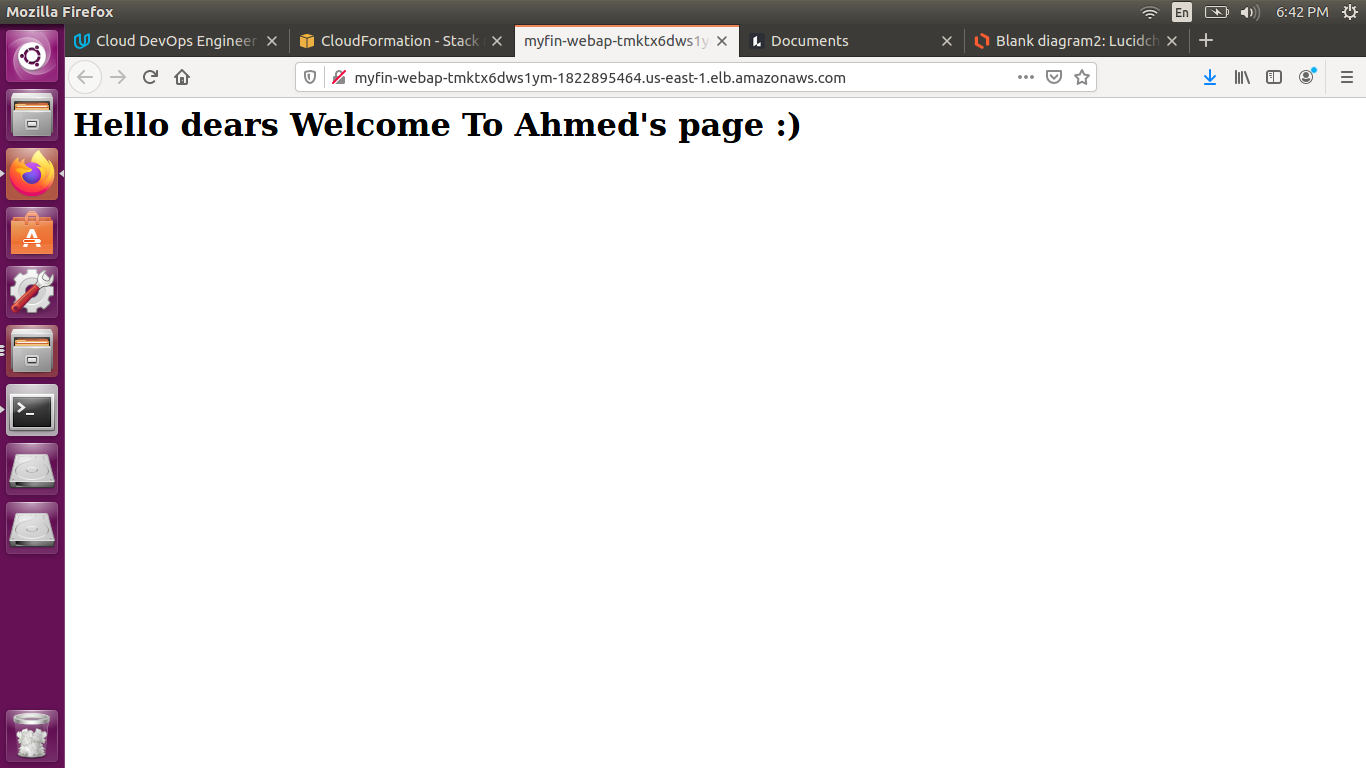 Mozilla Firefox
En
6:42 PM
Cloud DevOps Engineer
CloudFormation - Stack
myfin-webap-tmktx6dws1y
Documents
Blank diagram2: Lucidch
myfin-webap-tmktx6dws1ym-1822895464.us-east-1.elb.amazonaws.com
Hello dears Welcome To Ahmed's page :)